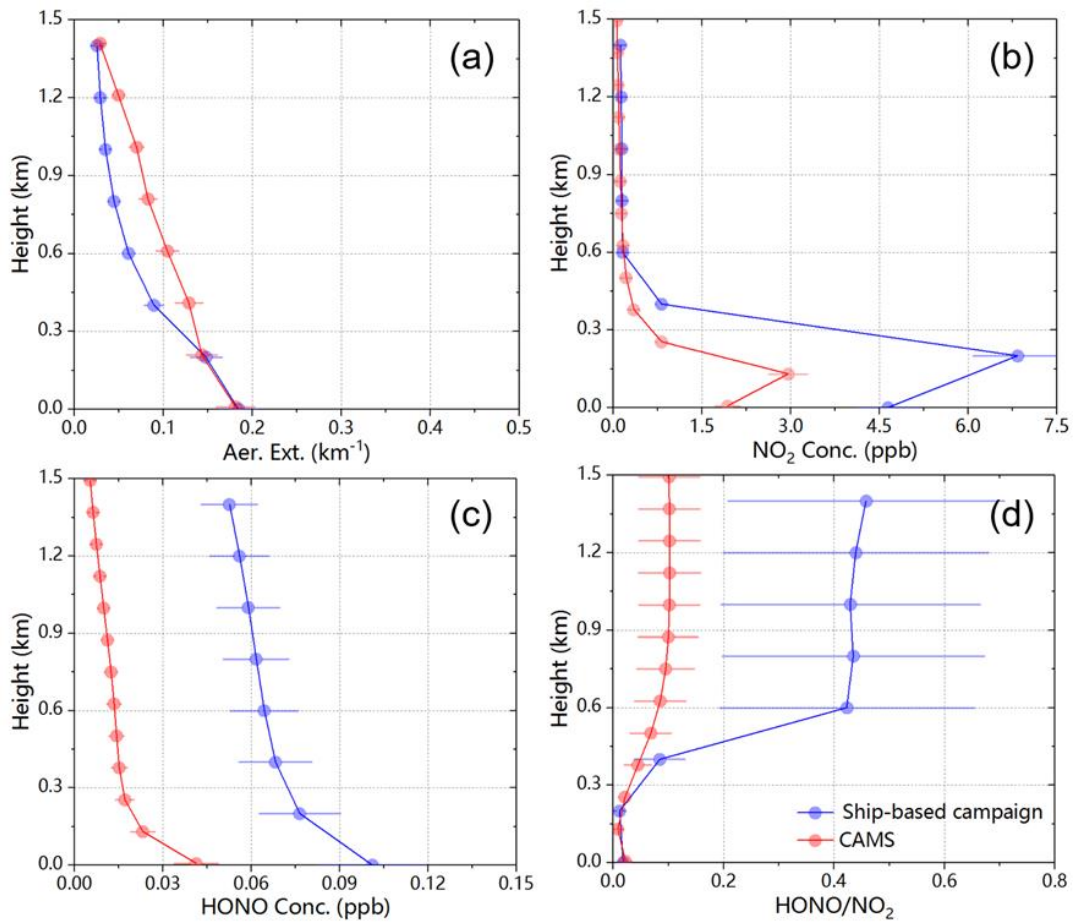 (a)
Height (km)
1.5
1.2
0.9
0.6
0.3
0.0
0.0 0.1 0.2 0.3 0.4 0.5
Aer. Ext. (km⁻¹)
(b)
Height (km)
1.5
1.2
0.9
0.6
0.3
0.0
0.0 1.5 3.0 4.5 6.0 7.5
NO₂ Conc. (ppb)
(c)
Height (km)
1.5
1.2
0.9
0.6
0.3
0.0
0.00 0.03 0.06 0.09 0.12 0.15
HONO Conc. (ppb)
(d)
Height (km)
1.5
1.2
0.9
0.6
0.3
0.0
Ship-based campaign
CAMS
0.0 0.2 0.4 0.6 0.8
HONO/NO₂